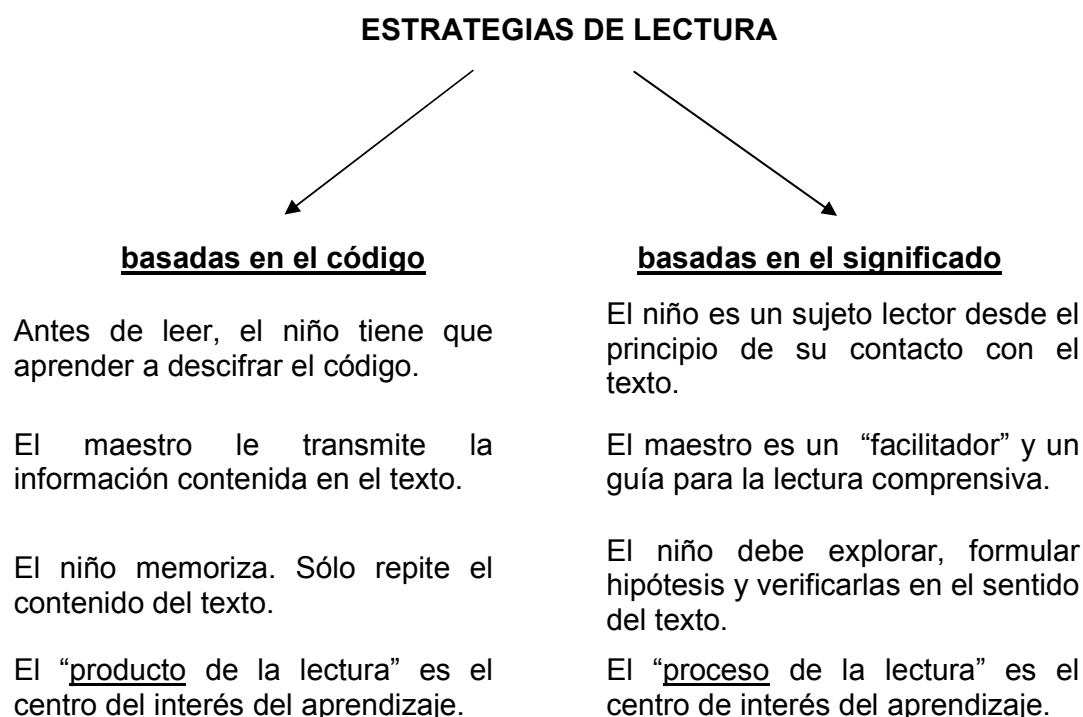 ESTRATEGIAS DE LECTURA
basadas en el código
Antes de leer, el niño tiene que
aprender a descifrar el código.
El maestro le transmite la
información contenida en el texto.
El niño memoriza. Sólo repite el
contenido del texto.
El “producto de la lectura” es el
centro del interés del aprendizaje.
basadas en el significado
El niño es un sujeto lector desde el
principio de su contacto con el
texto.
El maestro es un “facilitador” y un
guía para la lectura comprensiva.
El niño debe explorar, formular
hipótesis y verificarlas en el sentido
del texto.
El “proceso de la lectura” es el
centro de interés del aprendizaje.